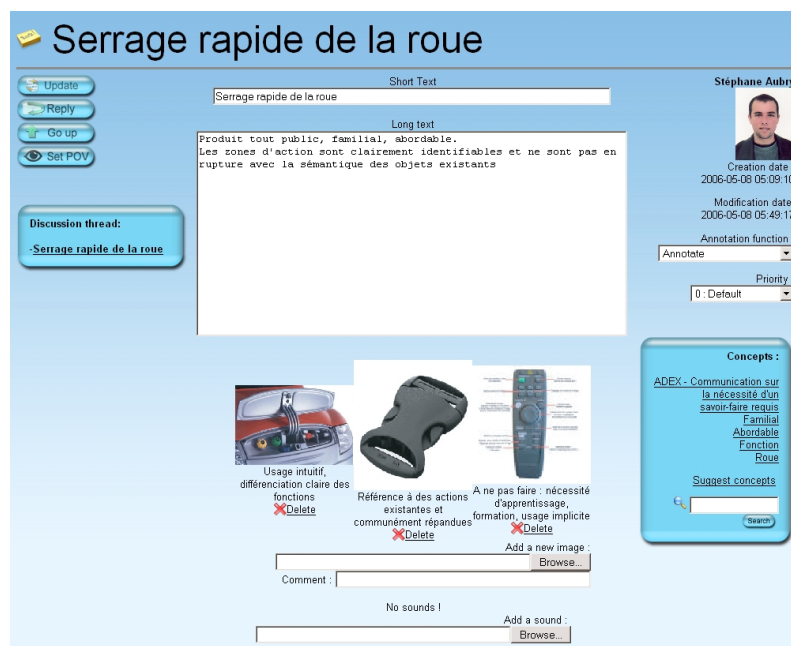 Serrage rapide de la roue
Update
Reply
Go up
Set POV
Discussion thread:
-Serrage rapide de la roue
Short Text
Serrage rapide de la roue
Long text
Produit tout public, familial, abordable.
Les zones d'action sont clairement identifiables et ne sont pas en
rupture avec la sémantique des objets existants
Usage intuitif,
différenciation claire des
fonctions
Delete
Référence à des actions
existantes et
communément répandues
Delete
A ne pas faire : nécessité
d'apprentissage,
formation, usage implicite
Delete
Add a new image :
Browse...
Comment :
No sounds !
Add a sound :
Browse...
Stéphane Aubry
Creation date
2006-05-08 05:09:10
Modification date
2006-05-08 05:49:17
Annotation function
Annotate
Priority
0 : Default
Concepts :
ADEX - Communication sur
la nécessité d'un
savoir-faire requis
Familial
Abordable
Fonction
Roue
Suggest concepts
Search